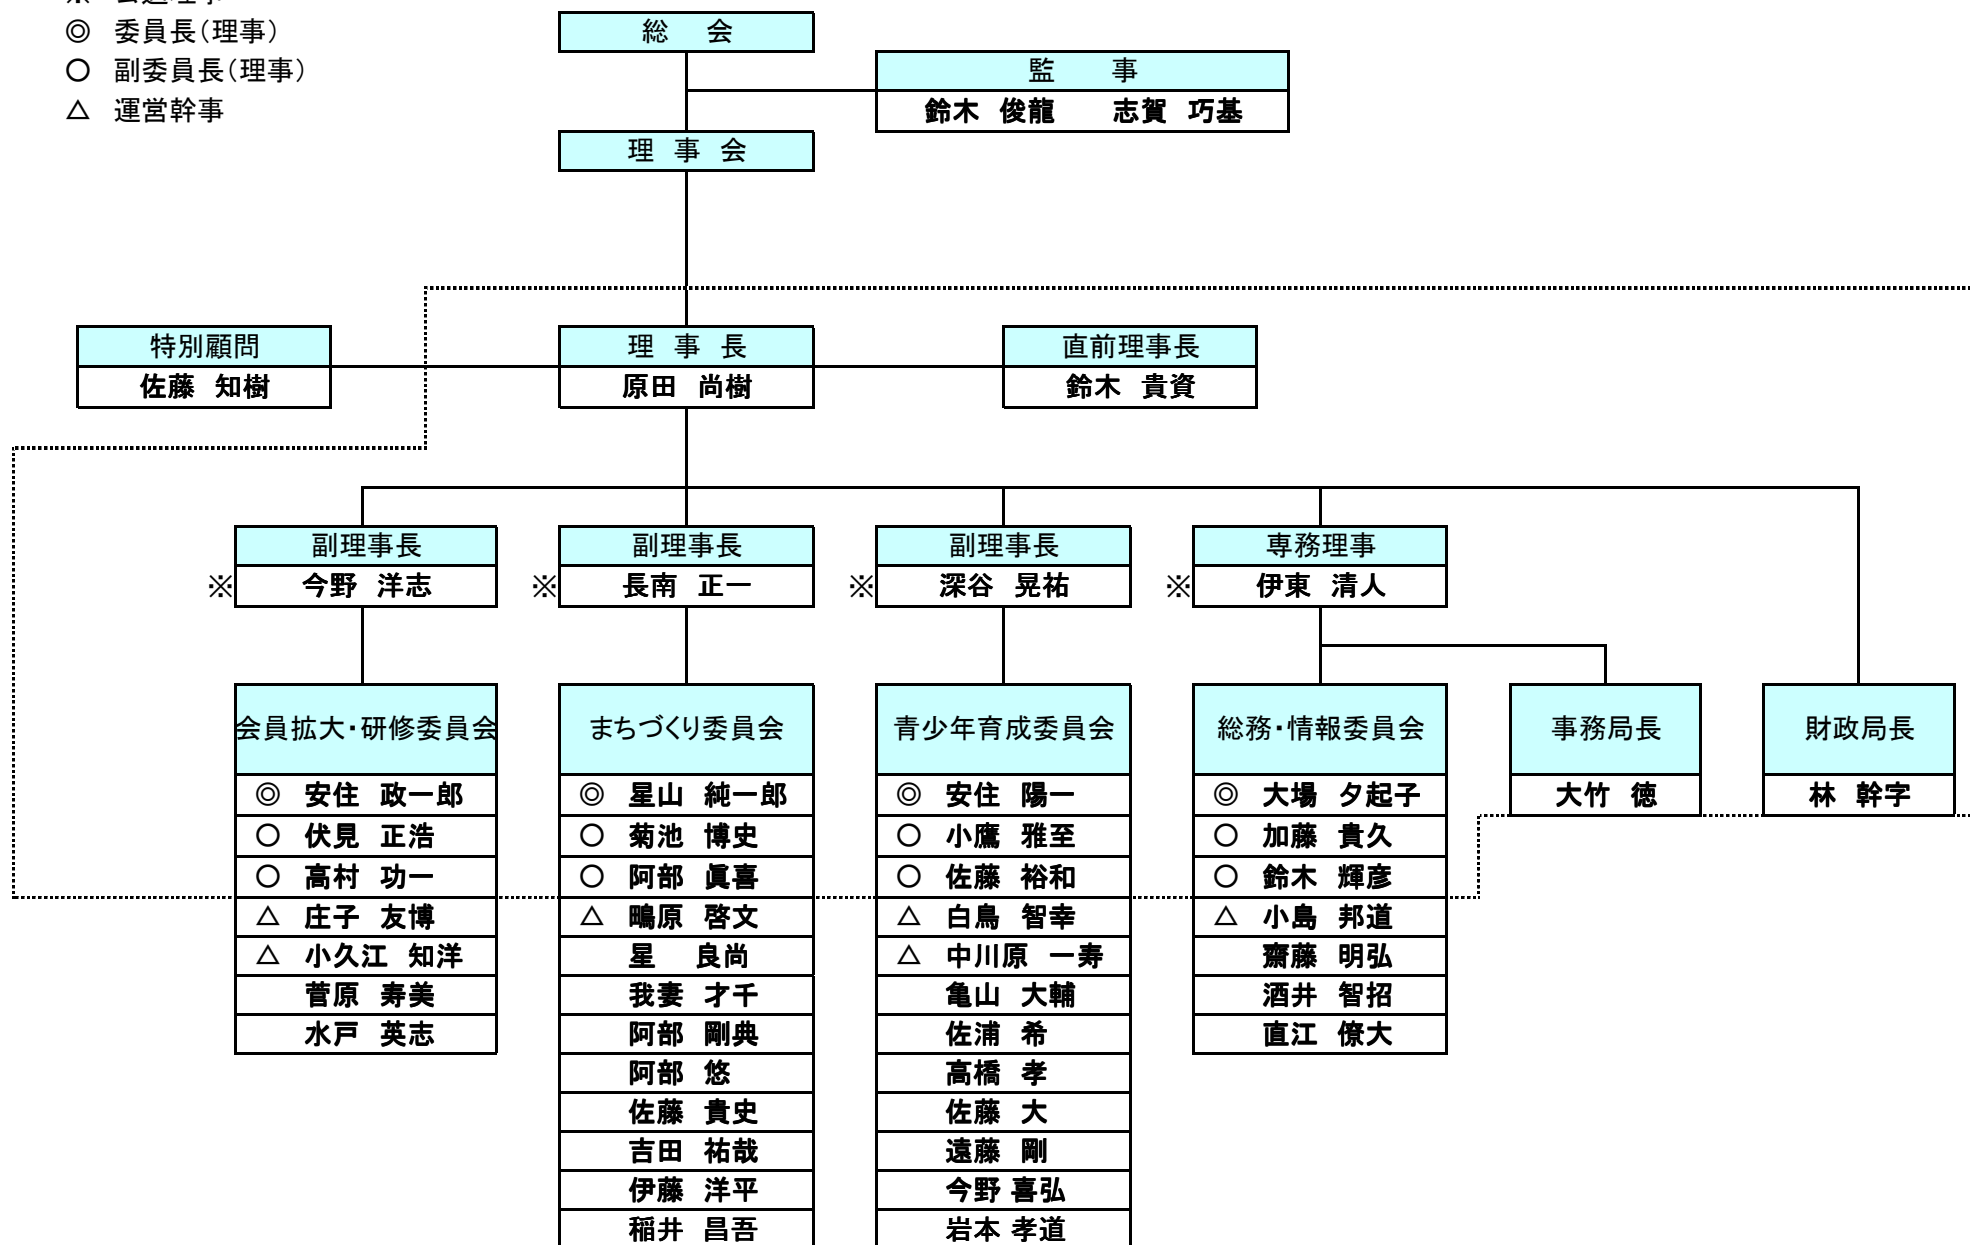 ◎ 委員長(理事)
○ 副委員長(理事)
△ 運営幹事
総 会
監 事
鈴木 俊龍 志賀 巧基
理 事 会
特別顧問
佐藤 知樹
理 事 長
原田 尚樹
直前理事長
鈴木 貴資
副理事長
※ 今野 洋志
副理事長
※ 長南 正一
副理事長
※ 深谷 晃祐
専務理事
※ 伊東 清人
会員拡大・研修委員会
◎ 安住 政一郎
○ 伏見 正浩
○ 高村 功一
△ 庄子 友博
△ 小久江 知洋
菅原 寿美
水戸 英志
まちづくり委員会
◎ 星山 純一郎
○ 菊池 博史
○ 阿部 眞喜
△ 鴫原 啓文
星 良尚
我妻 才千
阿部 剛典
阿部 悠
佐藤 貴史
吉田 祐哉
伊藤 洋平
稲井 昌吾
青少年育成委員会
◎ 安住 陽一
○ 小鷹 雅至
○ 佐藤 裕和
△ 白鳥 智幸
△ 中川原 一寿
亀山 大輔
佐浦 希
高橋 孝
佐藤 大
遠藤 剛
今野 喜弘
岩本 孝道
総務・情報委員会
◎ 大場 夕起子
○ 加藤 貴久
○ 鈴木 輝彦
△ 小島 邦道
齋藤 明弘
酒井 智招
直江 僚大
事務局長
大竹 徳
財政局長
林 幹字